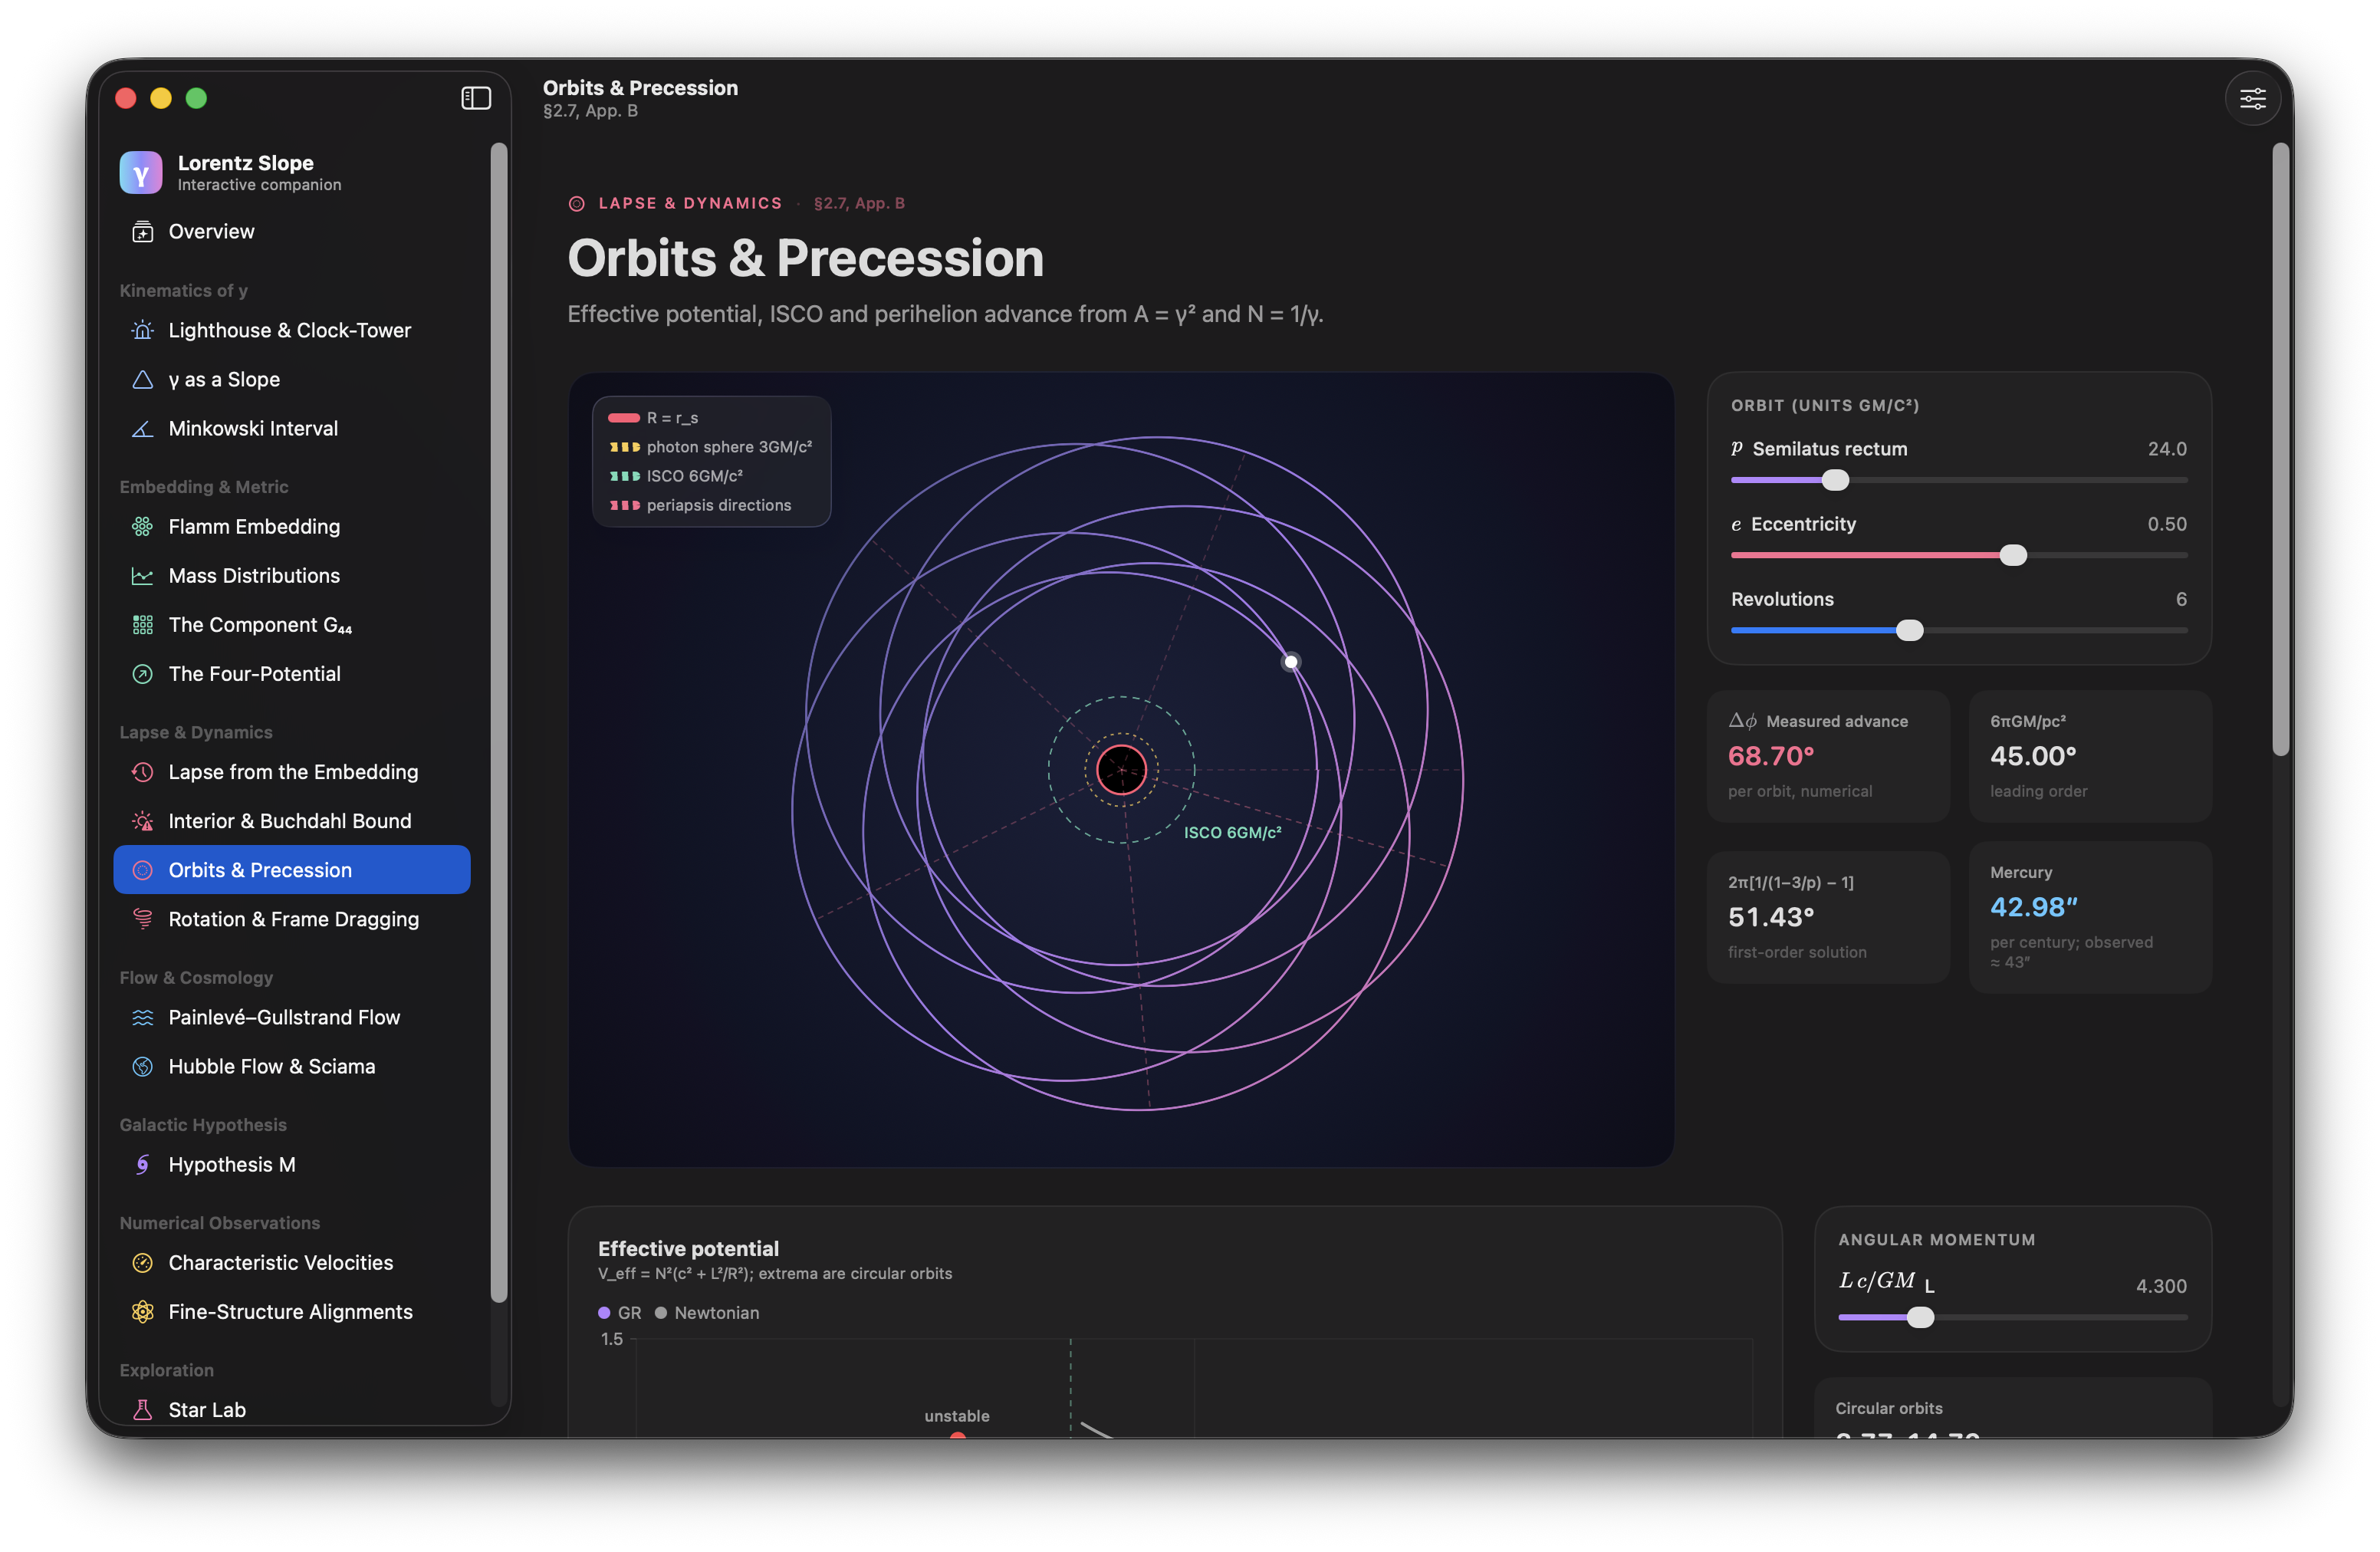 Orbits & Precession
§2.7, App. B
γ
Lorentz Slope
Interactive companion
Overview
Kinematics of γ
Lighthouse & Clock-Tower
γ as a Slope
Minkowski Interval
Embedding & Metric
Flamm Embedding
Mass Distributions
The Component G₄₄
The Four-Potential
Lapse & Dynamics
Lapse from the Embedding
Interior & Buchdahl Bound
Orbits & Precession
Rotation & Frame Dragging
Flow & Cosmology
Painlevé–Gullstrand Flow
Hubble Flow & Sciama
Galactic Hypothesis
Hypothesis M
Numerical Observations
Characteristic Velocities
Fine-Structure Alignments
Exploration
Star Lab
LAPSE & DYNAMICS · §2.7, App. B
Orbits & Precession
Effective potential, ISCO and perihelion advance from A = γ² and N = 1/γ.
R = r_s
photon sphere 3GM/c²
ISCO 6GM/c²
periapsis directions
ISCO 6GM/c²
ORBIT (UNITS GM/C²)
p Semilatus rectum 24.0
e Eccentricity 0.50
Revolutions 6
Δϕ Measured advance
68.70°
per orbit, numerical
6πGM/pc²
45.00°
leading order
2π[1/(1−3/p) − 1]
51.43°
first-order solution
Mercury
42.98″
per century; observed
≈ 43″
Effective potential
V_eff = N²(c² + L²/R²); extrema are circular orbits
GR Newtonian
1.5
unstable
ANGULAR MOMENTUM
L c/GM L 4.300
Circular orbits